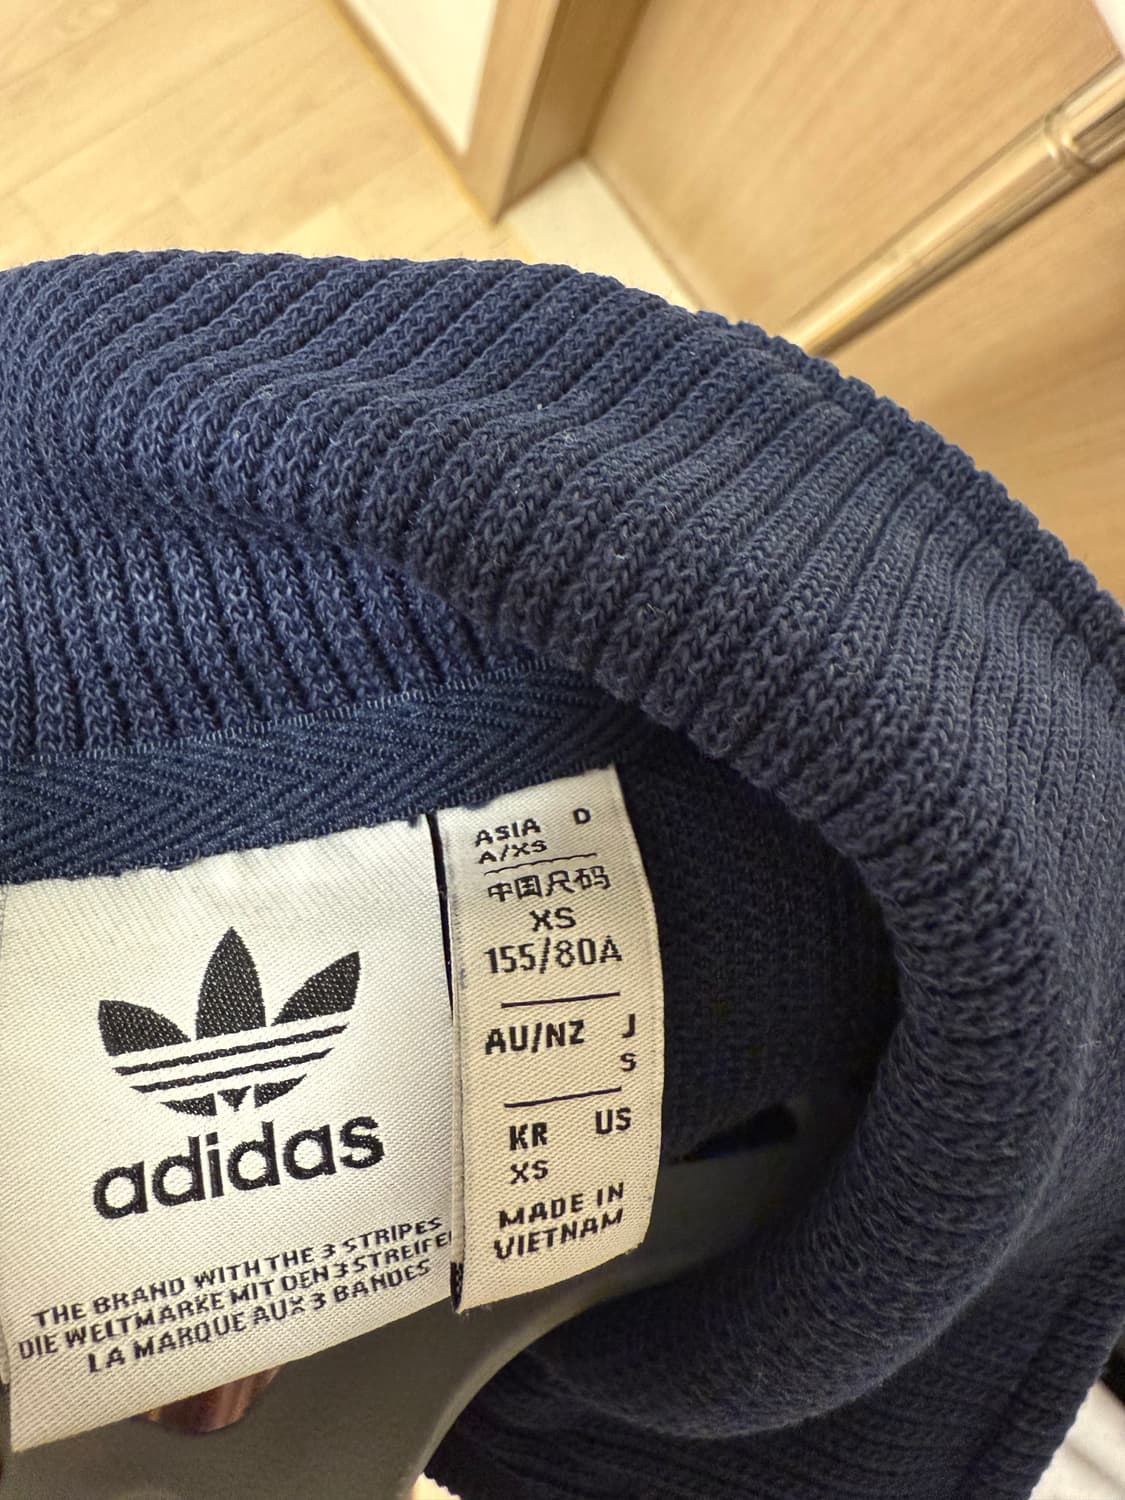 adidas
THE BRAND WITH THE 3 STRIPES
DIE WELTMARKE MIT DEN 3 STREIFEN
LA MARQUE AUX 3 BANDES
ASIA D
A/XS
中国尺码
XS
155/80A
AU/NZ J
S
KR US
XS
MADE IN
VIETNAM